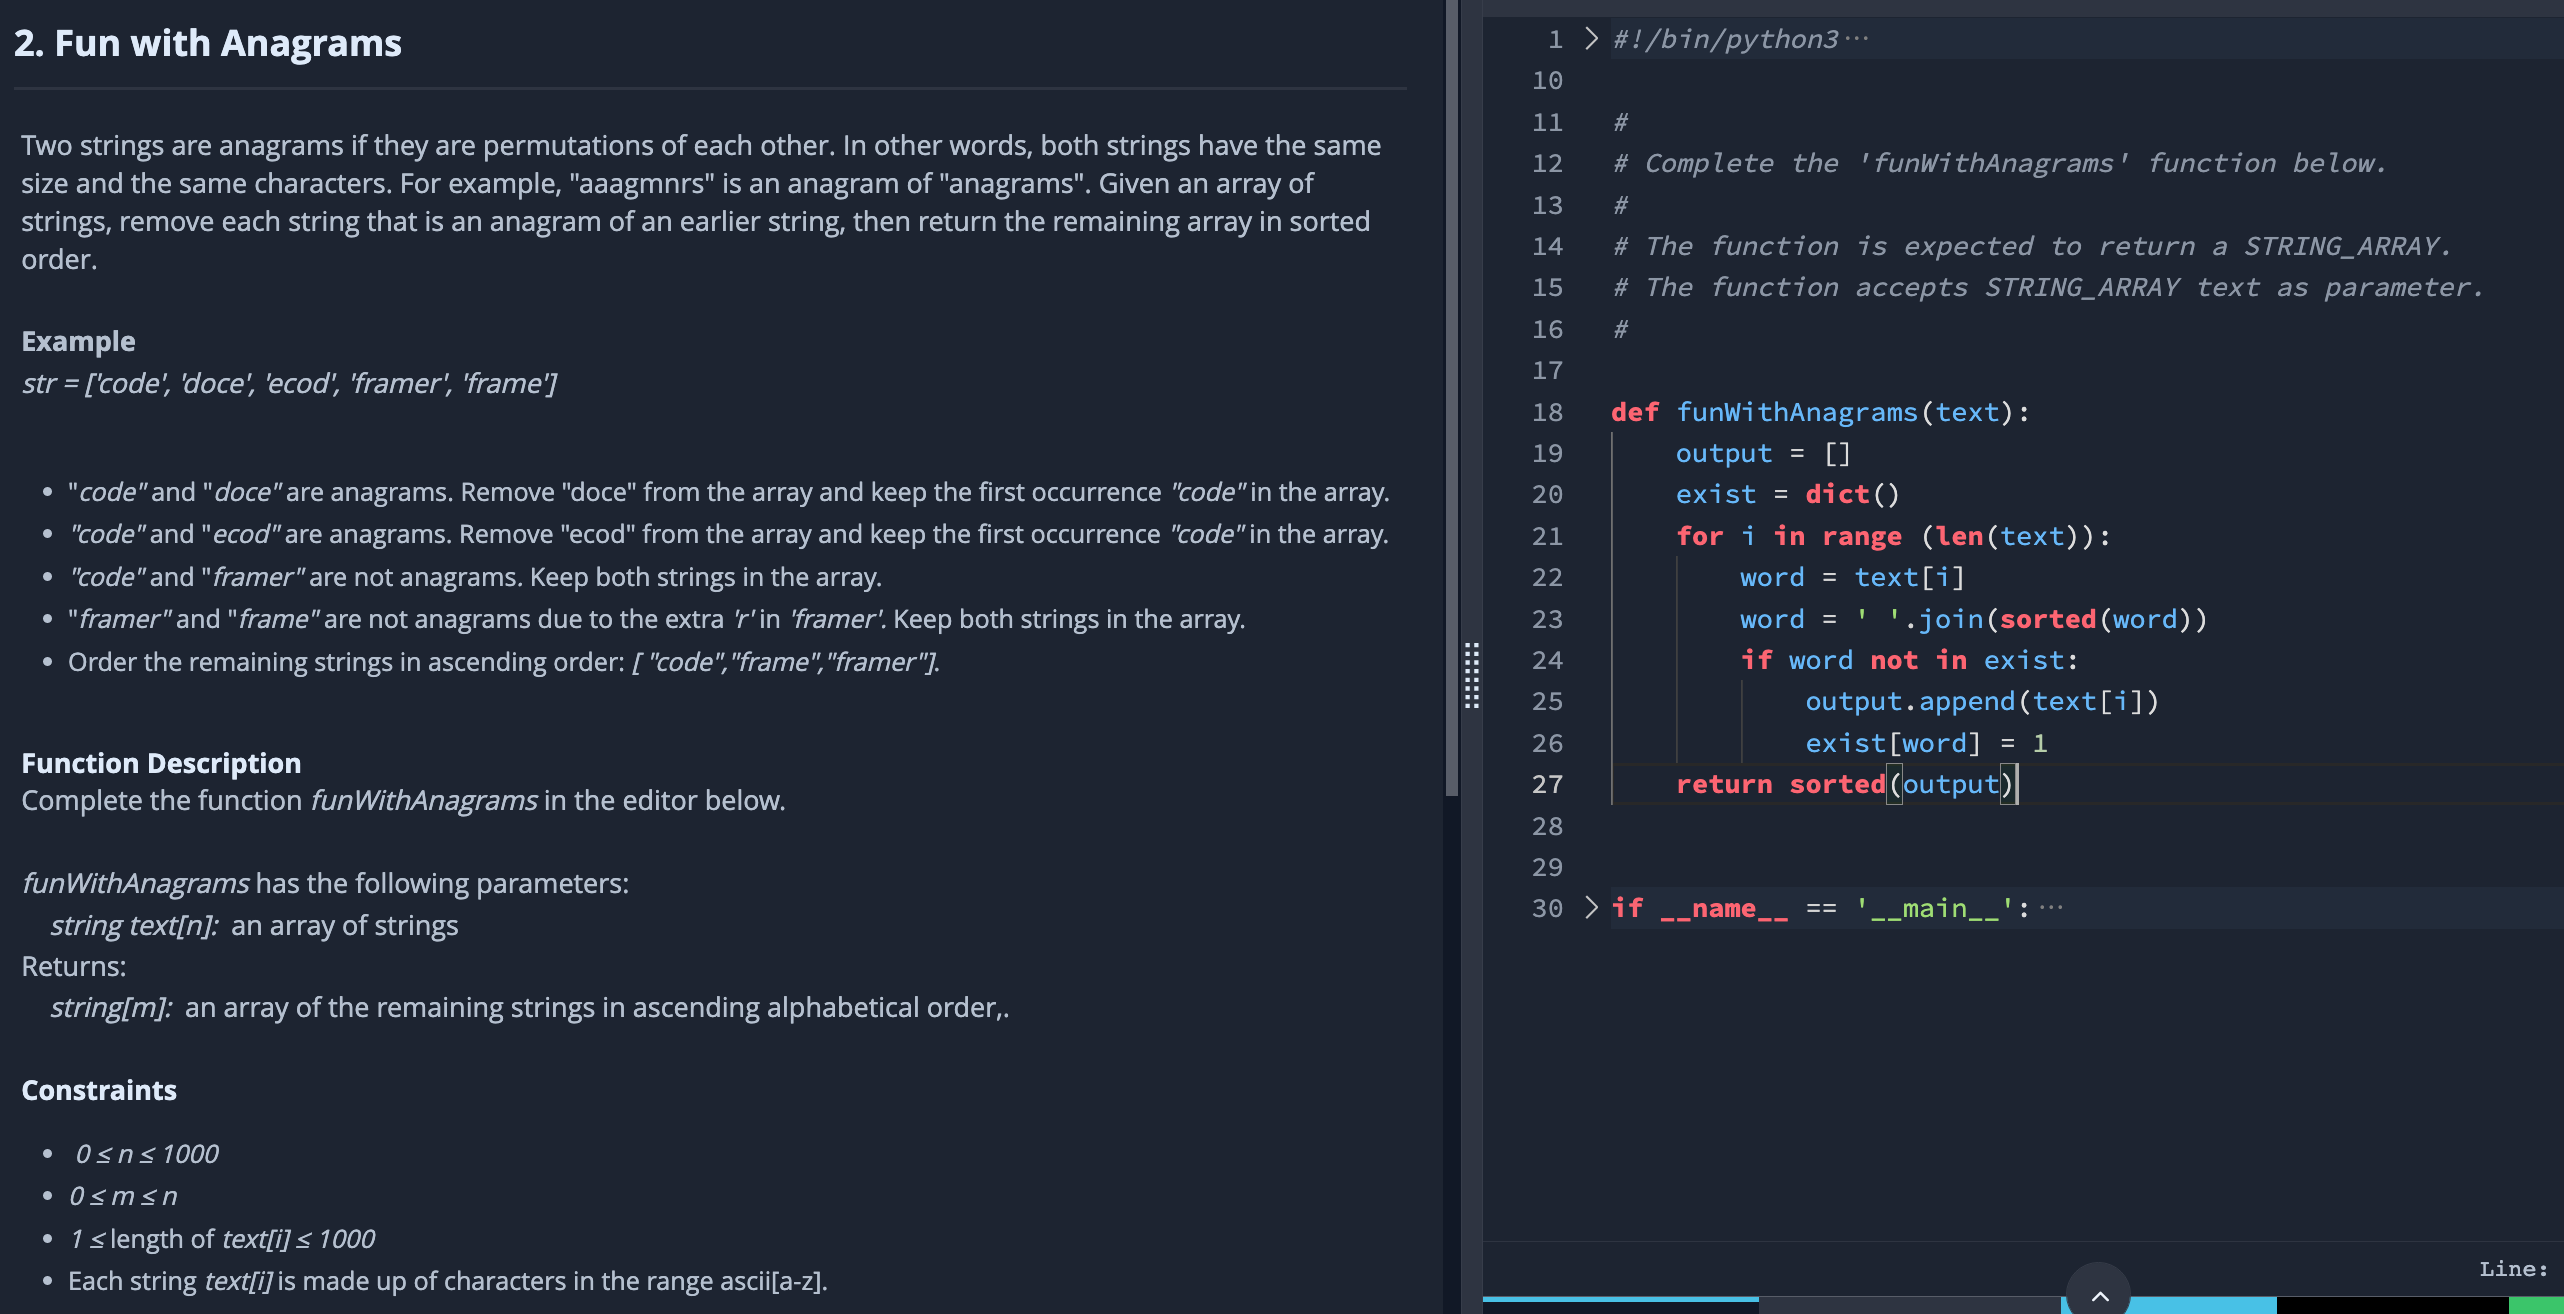 2. Fun with Anagrams
Two strings are anagrams if they are permutations of each other. In other words, both strings have the same
size and the same characters. For example, "aaagmnrs" is an anagram of "anagrams". Given an array of
strings, remove each string that is an anagram of an earlier string, then return the remaining array in sorted
order.
Example
str = ['code', 'doce', 'ecod', 'framer', 'frame']
• "code" and "doce" are anagrams. Remove "doce" from the array and keep the first occurrence "code" in the array.
• "code" and "ecod" are anagrams. Remove "ecod" from the array and keep the first occurrence "code" in the array.
• "code" and "framer" are not anagrams. Keep both strings in the array.
• "framer" and "frame" are not anagrams due to the extra 'r' in 'framer'. Keep both strings in the array.
• Order the remaining strings in ascending order: [ "code","frame","framer"].
Function Description
Complete the function funWithAnagrams in the editor below.
funWithAnagrams has the following parameters:
string text[n]: an array of strings
Returns:
string[m]: an array of the remaining strings in ascending alphabetical order,.
Constraints
• 0 ≤ n ≤ 1000
• 0 ≤ m ≤ n
• 1 ≤ length of text[i] ≤ 1000
• Each string text[i] is made up of characters in the range ascii[a-z].
1 > #!/bin/python3···
10
11 #
12 # Complete the 'funWithAnagrams' function below.
13 #
14 # The function is expected to return a STRING_ARRAY.
15 # The function accepts STRING_ARRAY text as parameter.
16 #
17
18 def funWithAnagrams(text):
19     output = []
20     exist = dict()
21     for i in range (len(text)):
22         word = text[i]
23         word = ' '.join(sorted(word))
24         if word not in exist:
25             output.append(text[i])
26             exist[word] = 1
27     return sorted(output)
28
29
30 > if __name__ == '__main__':···
Line: